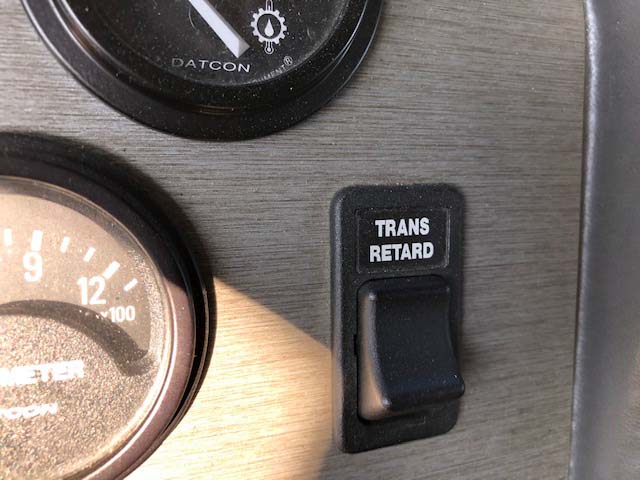 DATCON
®
TRANS
RETARD
9
12
x100
METER